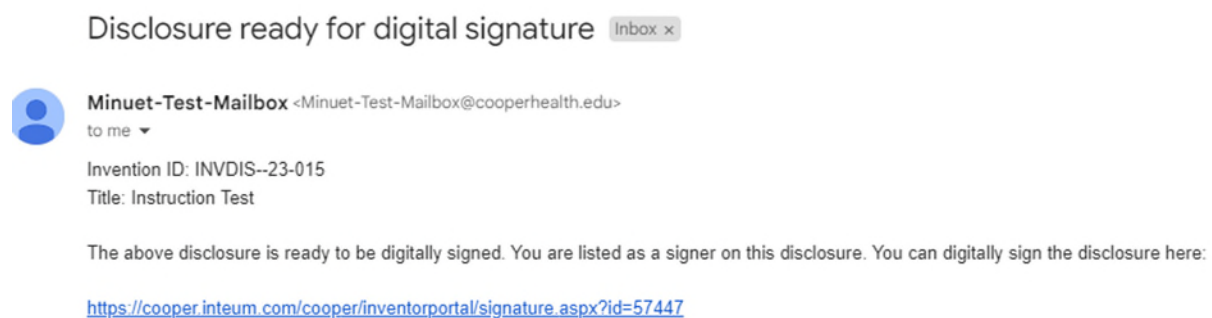 Disclosure ready for digital signature Inbox ×
Minuet-Test-Mailbox <Minuet-Test-Mailbox@cooperhealth.edu>
to me
Invention ID: INVDIS--23-015
Title: Instruction Test
The above disclosure is ready to be digitally signed. You are listed as a signer on this disclosure. You can digitally sign the disclosure here:
https://cooper.inteum.com/cooper/inventorportal/signature.aspx?id=57447